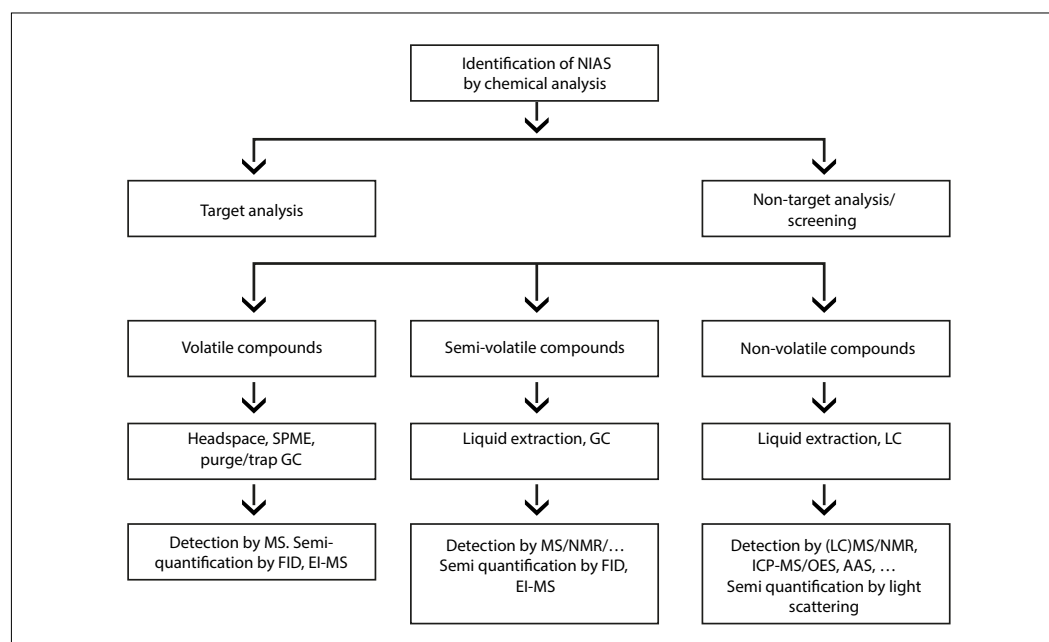 Identification of NIAS
by chemical analysis
Target analysis
Non-target analysis/
screening
Volatile compounds
Semi-volatile compounds
Non-volatile compounds
Headspace, SPME,
purge/trap GC
Liquid extraction, GC
Liquid extraction, LC
Detection by MS. Semi-
quantification by FID, EI-MS
Detection by MS/NMR/…
Semi quantification by FID,
EI-MS
Detection by (LC)MS/NMR,
ICP-MS/OES, AAS, …
Semi quantification by light
scattering